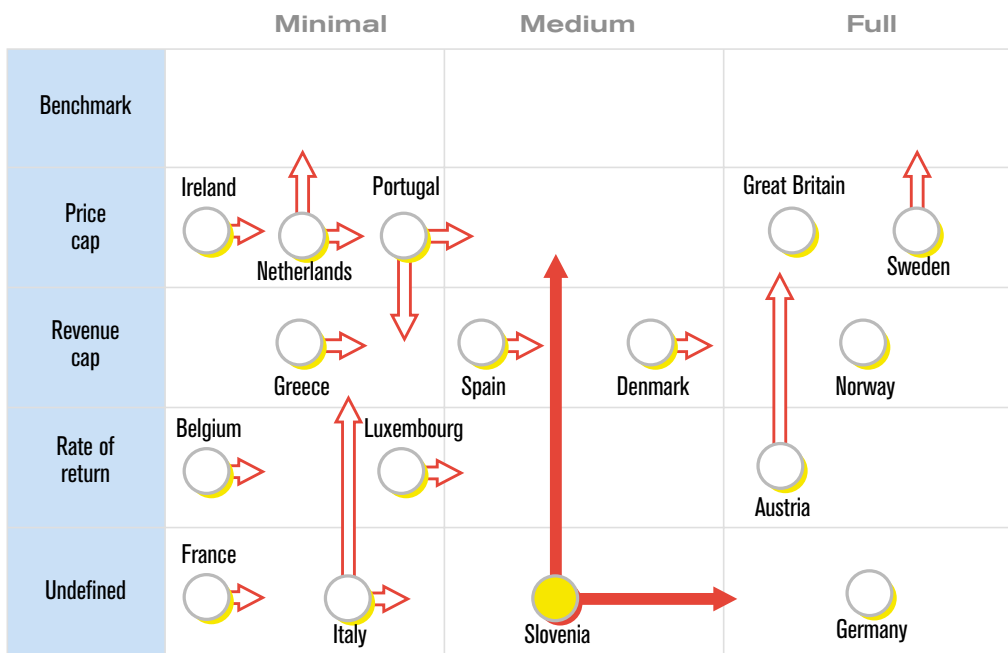 Minimal
Medium
Full
Benchmark
Price
cap
Ireland
Netherlands
Portugal
Great Britain
Sweden
Revenue
cap
Greece
Spain
Denmark
Norway
Rate of
return
Belgium
Luxembourg
Austria
Undefined
France
Italy
Slovenia
Germany